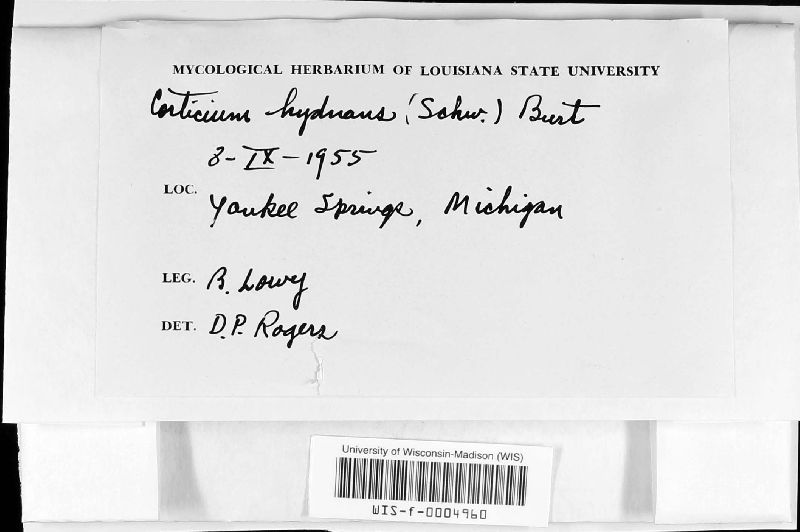 MYCOLOGICAL HERBARIUM OF LOUISIANA STATE UNIVERSITY
Corticium hydnans (Schw.) Burt
8-IX-1955
LOC. Yankee Springs, Michigan
LEG. B. Lowy
DET. D.P. Rogers
University of Wisconsin-Madison (WIS)
WIS-f-0004960